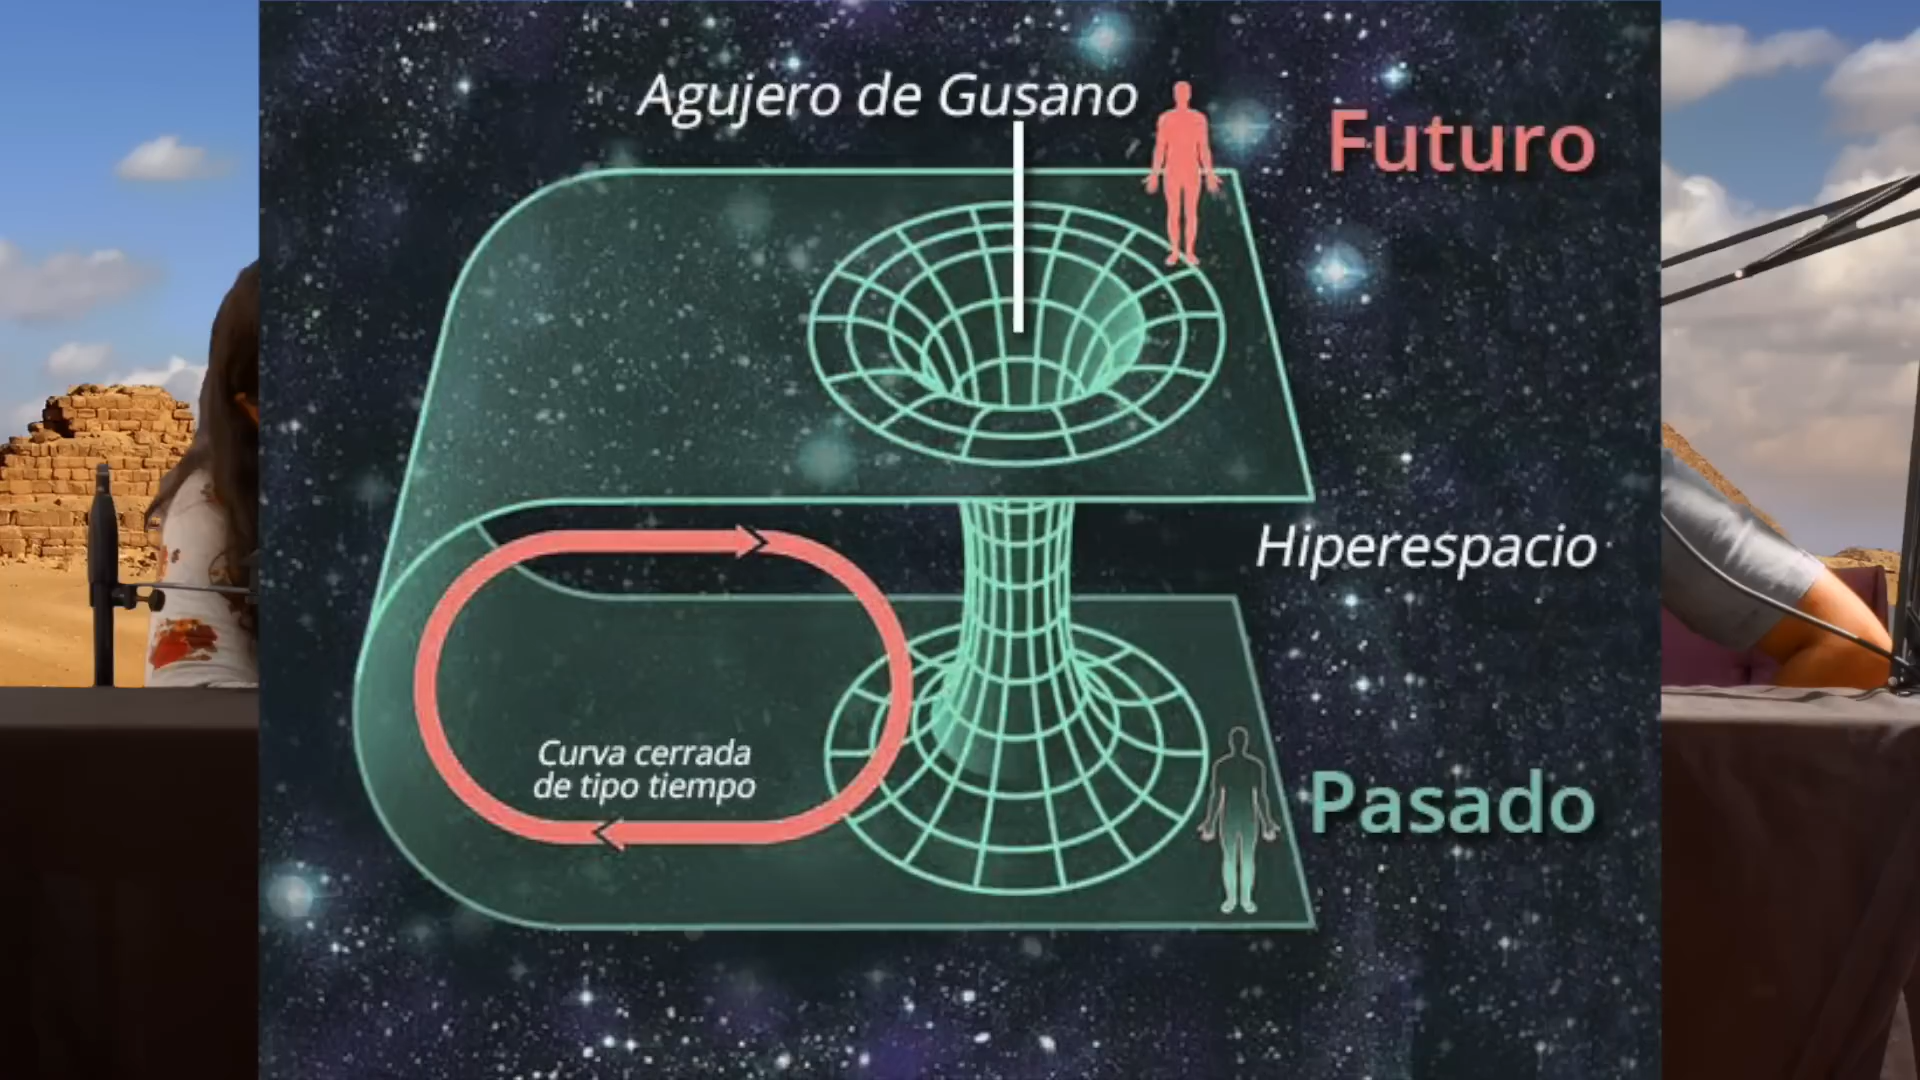 Agujero de Gusano
Futuro
Hiperespacio
Curva cerrada
de tipo tiempo
Pasado